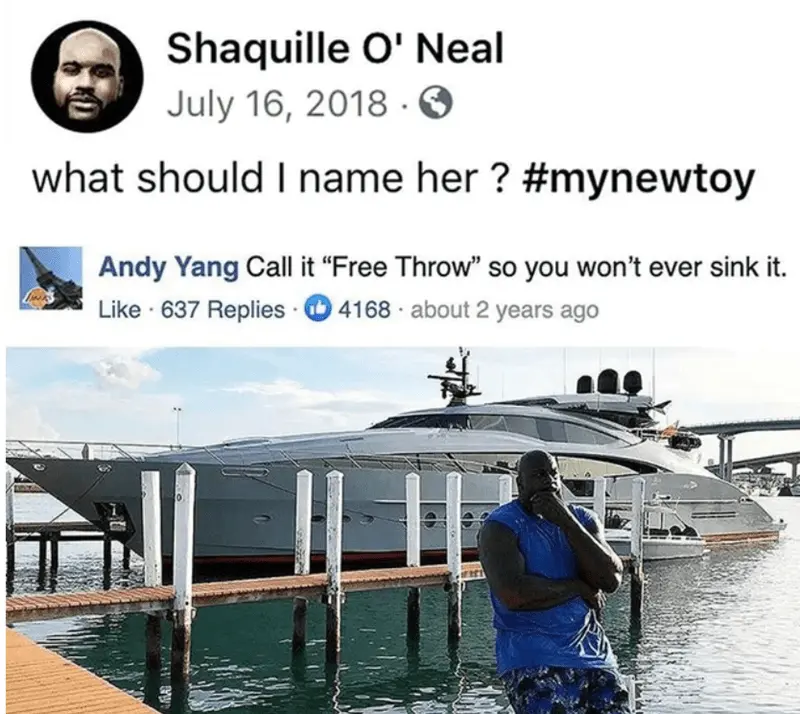 Shaquille O' Neal
July 16, 2018 ·
what should I name her ? #mynewtoy
Andy Yang Call it “Free Throw” so you won’t ever sink it.
Like · 637 Replies · 4168 · about 2 years ago